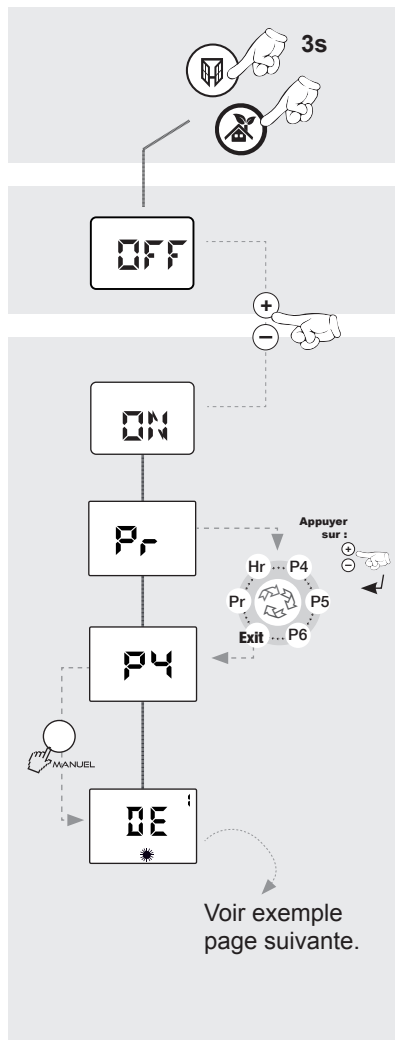 3s
OFF
+
−
ON
Pr
Appuyer
sur :
+
−
Hr ... P4
Pr P5
Exit ... P6
P4
MANUEL
DE 1
Voir exemple
page suivante.